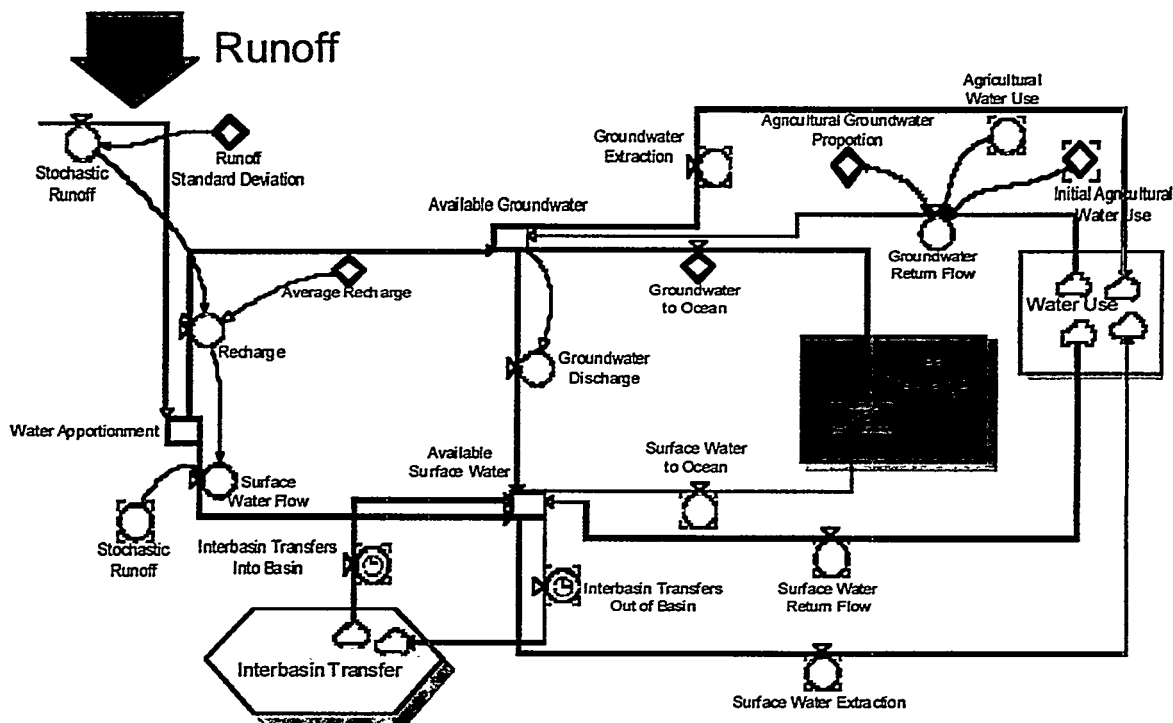 Runoff
Agricultural
Water Use
Agricultural Groundwater
Proportion
Groundwater
Extraction
Runoff
Standard Deviation
Stochastic
Runoff
Initial Agricultural
Water Use
Available Groundwater
Groundwater
Return Flow
Average Recharge
Groundwater
to Ocean
Water Use
Recharge
Groundwater
Discharge
Water Apportionment
Available
Surface Water
Surface Water
to Ocean
Surface
Water Flow
Stochastic
Runoff
Interbasin Transfers
Into Basin
Interbasin Transfers
Out of Basin
Surface Water
Return Flow
Interbasin Transfer
Surface Water Extraction